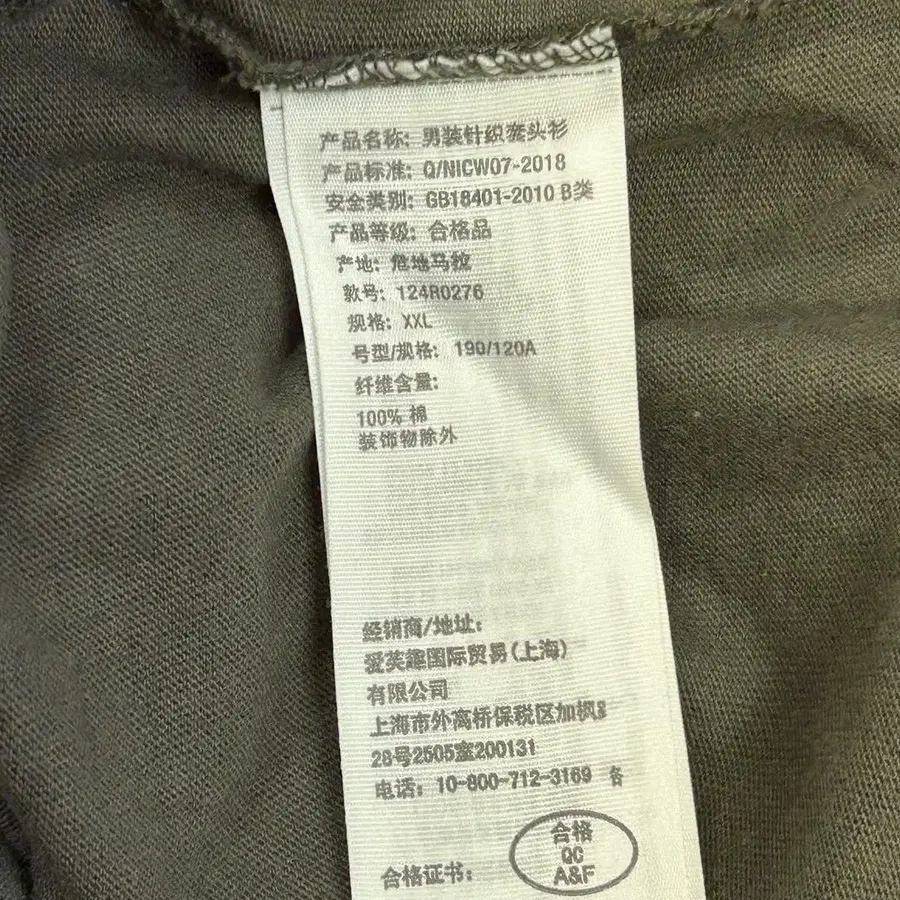 产品名称: 男装针织套头衫
产品标准: Q/NICW07-2018
安全类别: GB18401-2010 B类
产品等级: 合格品
产地: 危地马拉
款号: 124R0276
规格: XXL
号型/规格: 190/120A
纤维含量:
100% 棉
装饰物除外
经销商/地址:
爱芙趣国际贸易(上海)
有限公司
上海市外高桥保税区加枫
28号2505室200131
电话: 10-800-712-3169
合格证书:
合格
QC
A&F